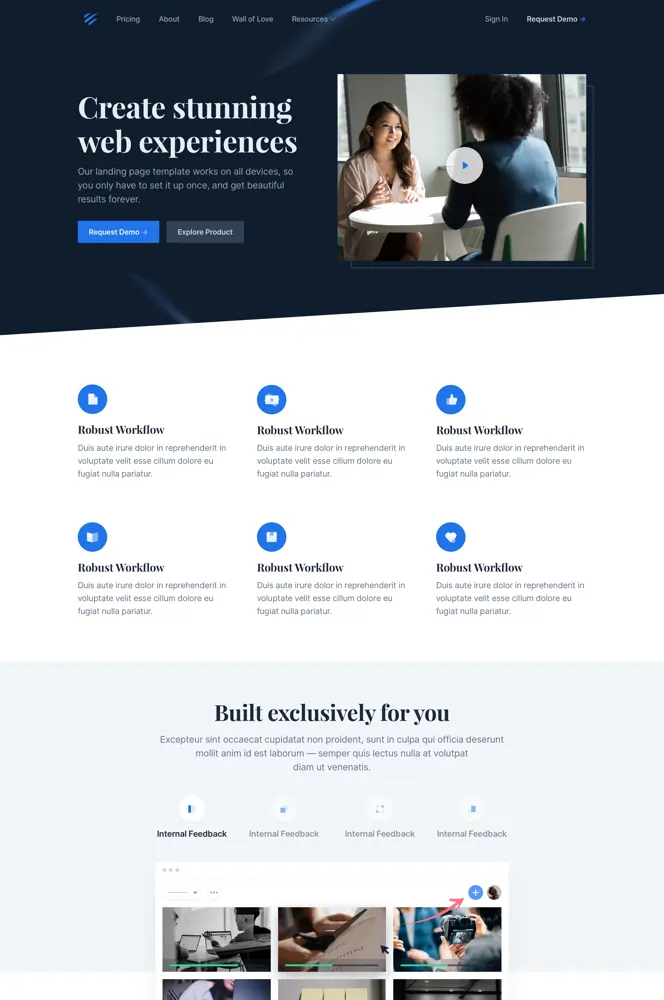 Pricing About Blog Wall of Love Resources Sign In Request Demo →
Create stunning
web experiences
Our landing page template works on all devices, so
you only have to set it up once, and get beautiful
results forever.
Request Demo → Explore Product
Robust Workflow Robust Workflow Robust Workflow
Duis aute irure dolor in reprehenderit in Duis aute irure dolor in reprehenderit in Duis aute irure dolor in reprehenderit in
voluptate velit esse cillum dolore eu voluptate velit esse cillum dolore eu voluptate velit esse cillum dolore eu
fugiat nulla pariatur. fugiat nulla pariatur. fugiat nulla pariatur.
Robust Workflow Robust Workflow Robust Workflow
Duis aute irure dolor in reprehenderit in Duis aute irure dolor in reprehenderit in Duis aute irure dolor in reprehenderit in
voluptate velit esse cillum dolore eu voluptate velit esse cillum dolore eu voluptate velit esse cillum dolore eu
fugiat nulla pariatur. fugiat nulla pariatur. fugiat nulla pariatur.
Built exclusively for you
Excepteur sint occaecat cupidatat non proident, sunt in culpa qui officia deserunt
mollit anim id est laborum — semper quis lectus nulla at volutpat
diam ut venenatis.
Internal Feedback Internal Feedback Internal Feedback Internal Feedback